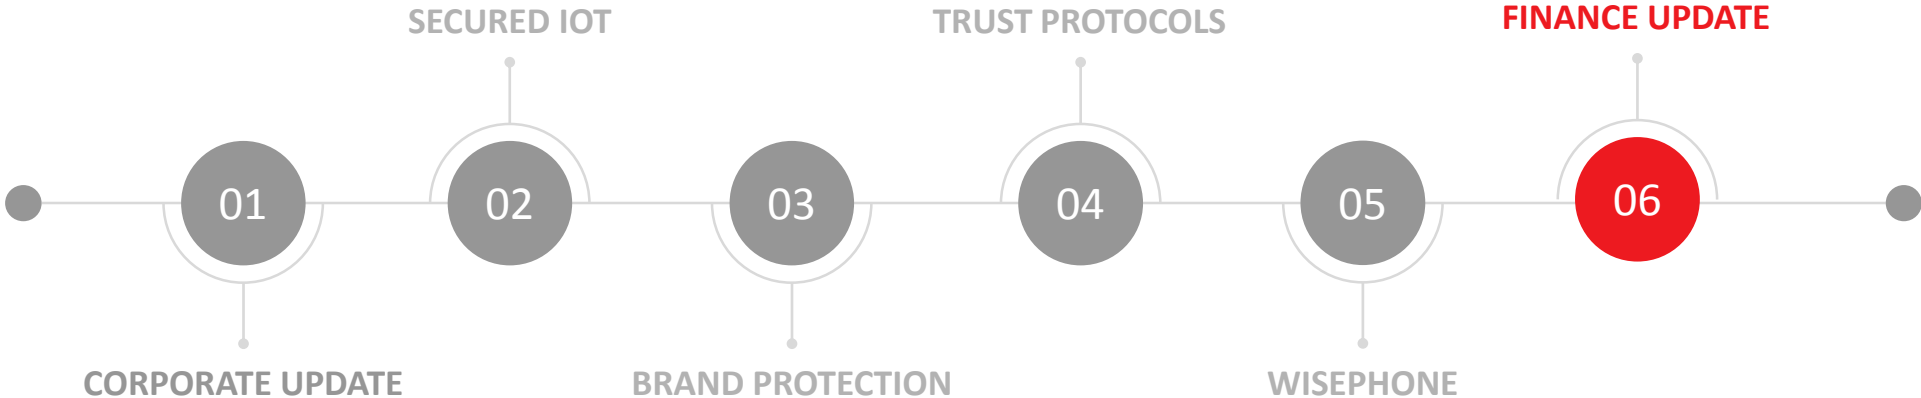 SECURED IOT
TRUST PROTOCOLS
FINANCE UPDATE
01
02
03
04
05
06
CORPORATE UPDATE
BRAND PROTECTION
WISEPHONE